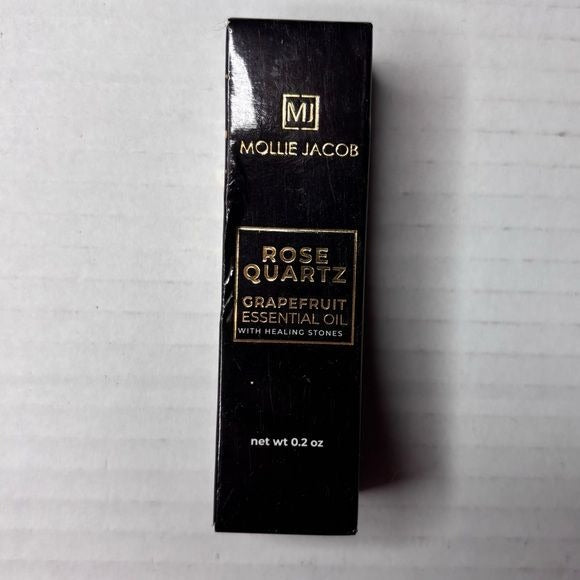 MJ
MOLLIE JACOB
ROSE
QUARTZ
GRAPEFRUIT
ESSENTIAL OIL
WITH HEALING STONES
net wt 0.2 oz